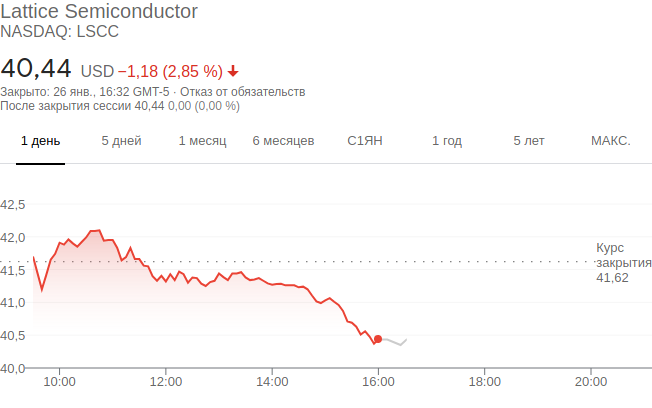 Lattice Semiconductor
NASDAQ: LSCC
40,44 USD −1,18 (2,85 %)
Закрыто: 26 янв., 16:32 GMT-5 · Отказ от обязательств
После закрытия сессии 40,44 0,00 (0,00 %)
1 день 5 дней 1 месяц 6 месяцев С1ЯН 1 год 5 лет МАКС.
42,5
42,0
Курс
закрытия
41,62
41,5
41,0
40,5
40,0
10:00 12:00 14:00 16:00 18:00 20:00